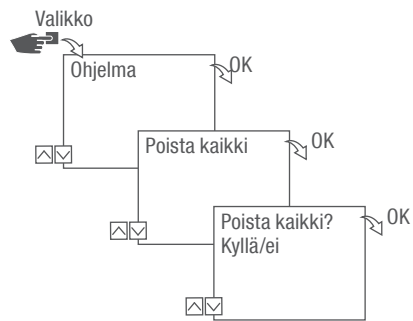 Valikko
Ohjelma
OK
Poista kaikki
OK
Poista kaikki?
Kyllä/ei
OK